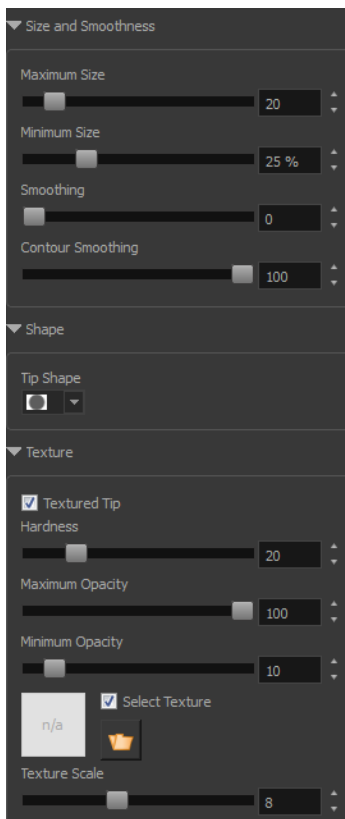 Size and Smoothness
Maximum Size
20
Minimum Size
25 %
Smoothing
0
Contour Smoothing
100
Shape
Tip Shape
Texture
Textured Tip
Hardness
20
Maximum Opacity
100
Minimum Opacity
10
Select Texture
n/a
Texture Scale
8